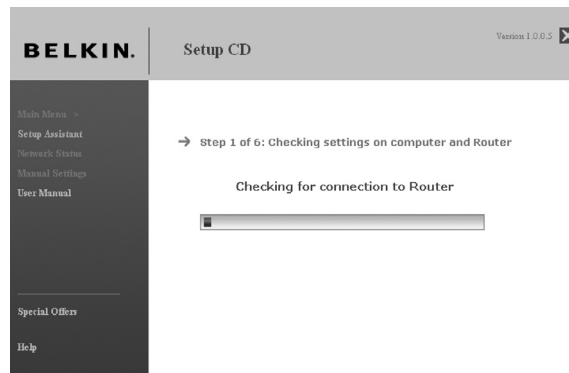 BELKIN.
Setup CD
Version 1.0.0.5
Main Menu >
Setup Assistant
Network Status
Manual Settings
User Manual
Special Offers
Help
→ Step 1 of 6: Checking settings on computer and Router
Checking for connection to Router